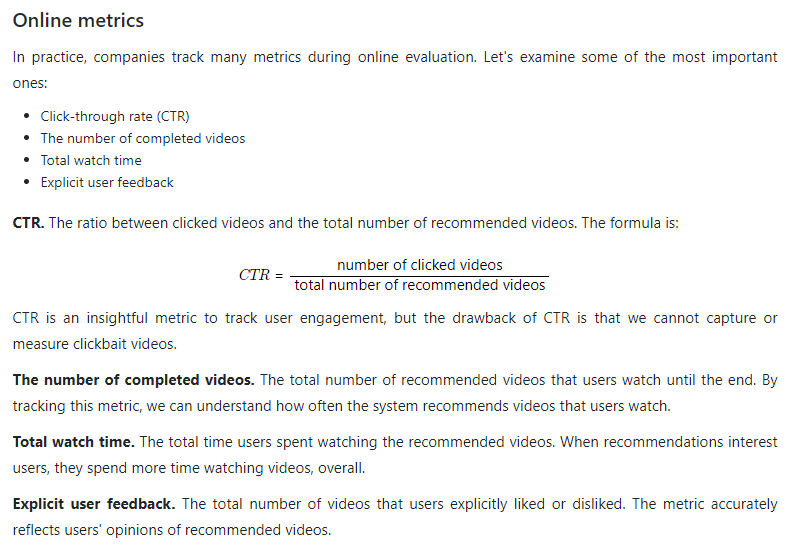 Online metrics
In practice, companies track many metrics during online evaluation. Let's examine some of the most important
ones:
• Click-through rate (CTR)
• The number of completed videos
• Total watch time
• Explicit user feedback
CTR. The ratio between clicked videos and the total number of recommended videos. The formula is:
CTR = number of clicked videos
total number of recommended videos
CTR is an insightful metric to track user engagement, but the drawback of CTR is that we cannot capture or
measure clickbait videos.
The number of completed videos. The total number of recommended videos that users watch until the end. By
tracking this metric, we can understand how often the system recommends videos that users watch.
Total watch time. The total time users spent watching the recommended videos. When recommendations interest
users, they spend more time watching videos, overall.
Explicit user feedback. The total number of videos that users explicitly liked or disliked. The metric accurately
reflects users' opinions of recommended videos.